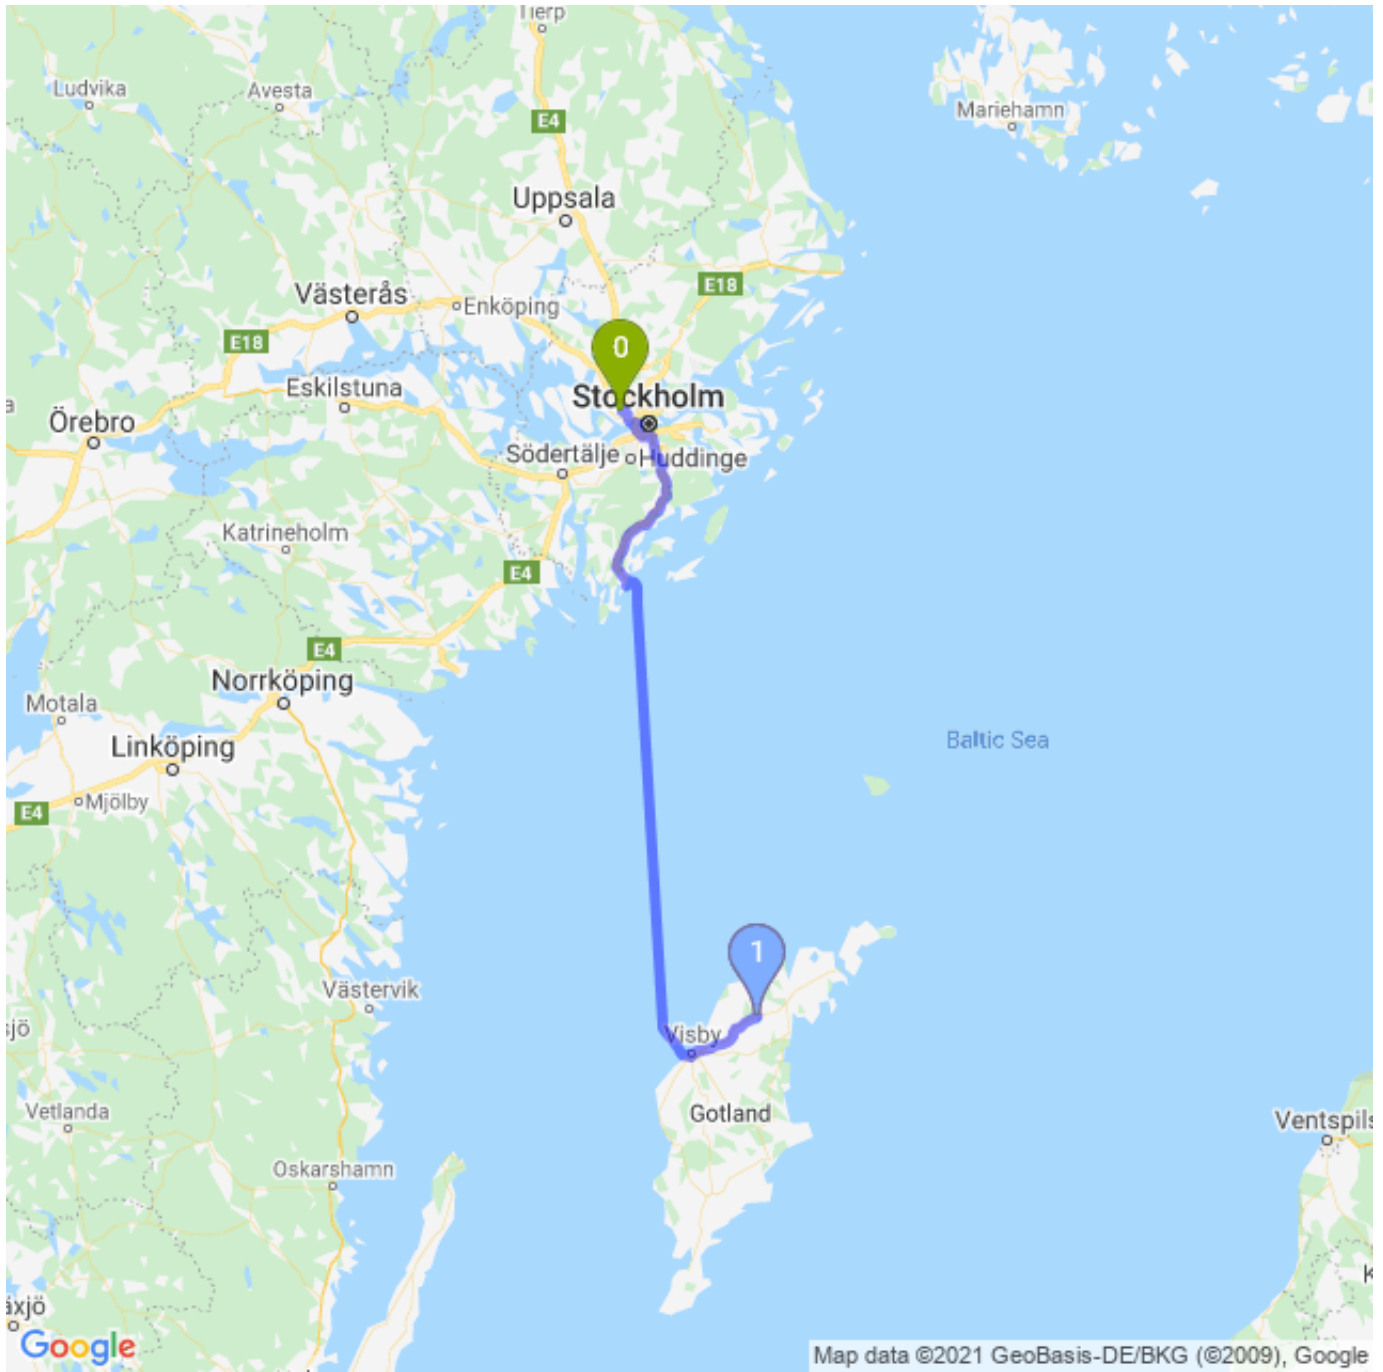 Tierp
Ludvika
Avesta
Mariehamn
E4
Uppsala
E18
Västerås
Enköping
E18
0
Eskilstuna
Stockholm
a
Örebro
Södertälje
Huddinge
Katrineholm
E4
E4
Norrköping
Motala
Linköping
Baltic Sea
Mjölby
E4
1
Västervik
sjö
Visby
Vetlanda
Gotland
Ventspils
Oskarshamn
K
äxjö
Google
Map data ©2021 GeoBasis-DE/BKG (©2009), Google